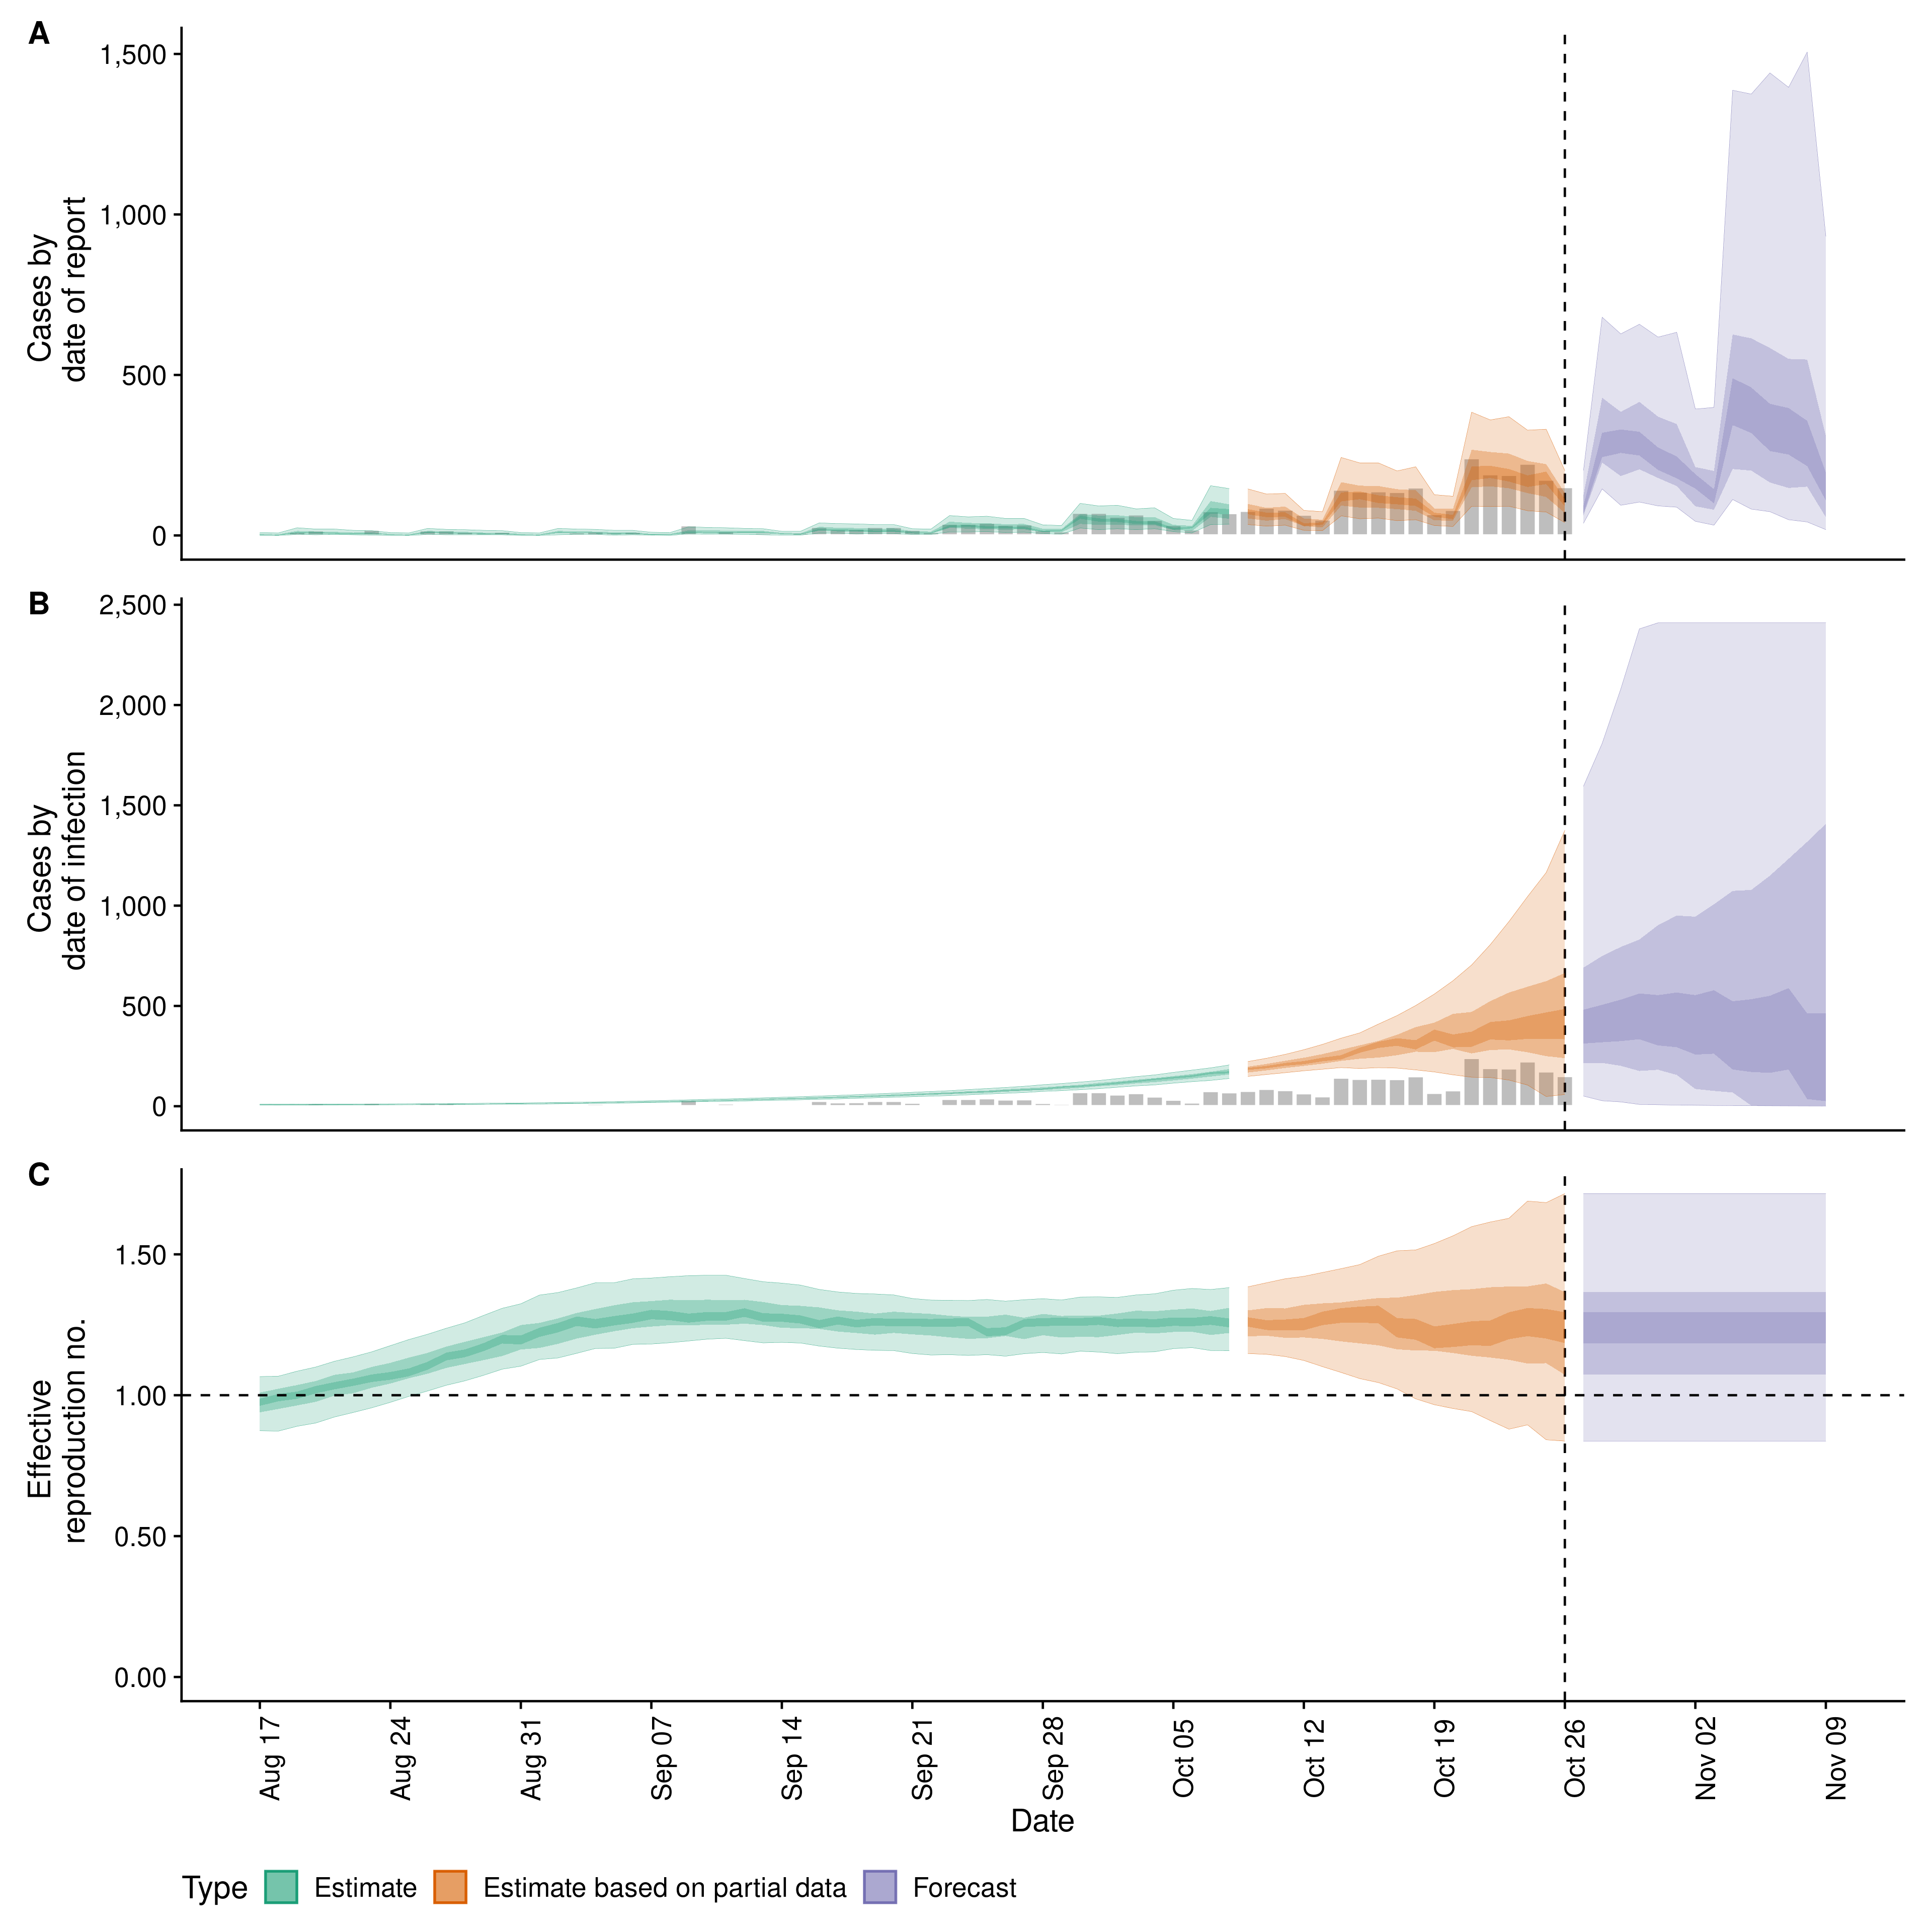 A
Cases by
date of report
1,500
1,000
500
0
B
Cases by
date of infection
2,500
2,000
1,500
1,000
500
0
C
Effective
reproduction no.
1.50
1.00
0.50
0.00
Aug 17
Aug 24
Aug 31
Sep 07
Sep 14
Sep 21
Sep 28
Oct 05
Oct 12
Oct 19
Oct 26
Nov 02
Nov 09
Date
Type Estimate Estimate based on partial data Forecast